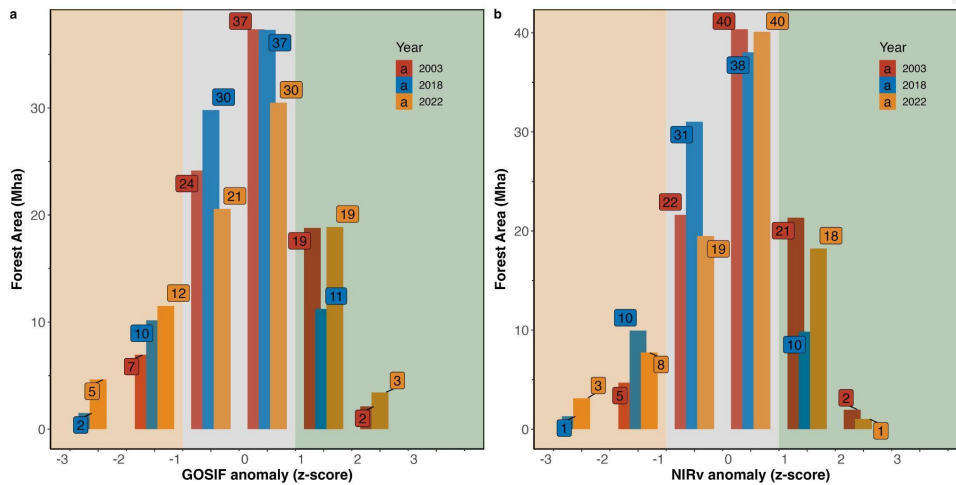 a
37
37
Year
a 2003
a 2018
a 2022
30
30
24
21
19
19
12
11
10
7
5
3
2
2
Forest Area (Mha)
30
20
10
0
-3 -2 -1 0 1 2 3
GOSIF anomaly (z-score)
b
40
40
Year
a 2003
a 2018
a 2022
38
31
22
21
19
18
10
10
8
5
3
2
1
1
Forest Area (Mha)
40
30
20
10
0
-3 -2 -1 0 1 2 3
NIRv anomaly (z-score)